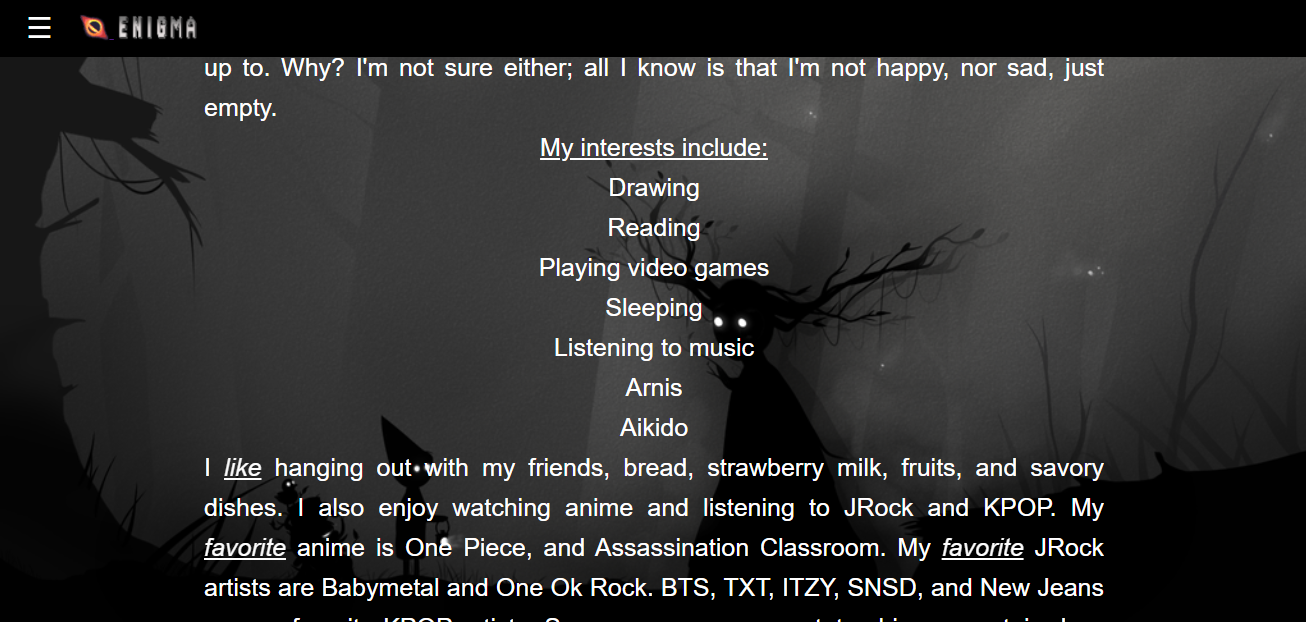 ENIGMA
up to. Why? I'm not sure either; all I know is that I'm not happy, nor sad, just
empty.
My interests include:
Drawing
Reading
Playing video games
Sleeping
Listening to music
Arnis
Aikido
I like hanging out with my friends, bread, strawberry milk, fruits, and savory
dishes. I also enjoy watching anime and listening to JRock and KPOP. My
favorite anime is One Piece, and Assassination Classroom. My favorite JRock
artists are Babymetal and One Ok Rock. BTS, TXT, ITZY, SNSD, and New Jeans